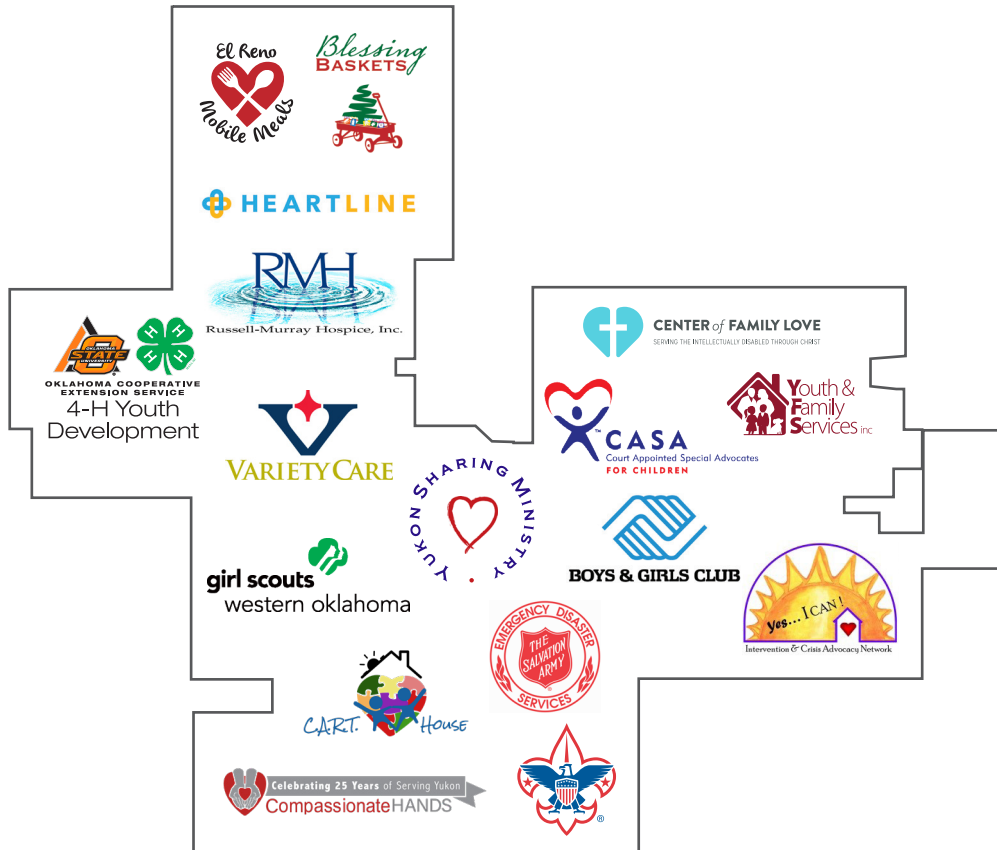 El Reno
Mobile Meals
Blessing
BASKETS
HEARTLINE
RMH
Russell-Murray Hospice, Inc.
OKLAHOMA
STATE
UNIVERSITY
H H
H H
OKLAHOMA COOPERATIVE
EXTENSION SERVICE
4-H Youth
Development
CENTER of FAMILY LOVE
SERVING THE INTELLECTUALLY DISABLED THROUGH CHRIST
CASA
Court Appointed Special Advocates
FOR CHILDREN
™
Youth &
Family
Services inc
VARIETY CARE
YUKON SHARING MINISTRY •
BOYS & GIRLS CLUB
girl scouts
western oklahoma
Yes... I CAN!
Intervention & Crisis Advocacy Network
EMERGENCY DISASTER
THE
SALVATION
ARMY
SERVICES
®
C.A.R.T. HOUSE
Celebrating 25 Years of Serving Yukon
CompassionateHANDS
®